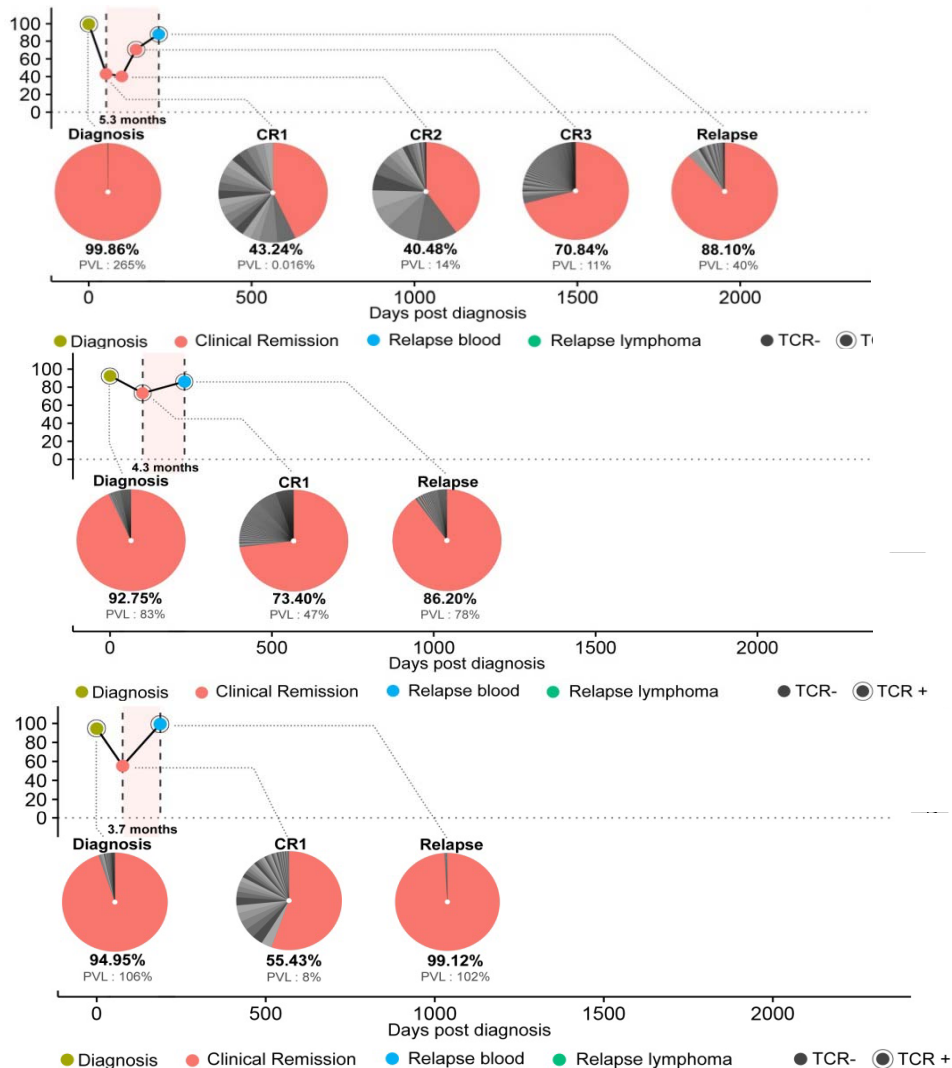 100
80
60
40
20
0
5.3 months
Diagnosis CR1 CR2 CR3 Relapse
99.86% 43.24% 40.48% 70.84% 88.10%
PVL : 265% PVL : 0.016% PVL : 14% PVL : 11% PVL : 40%
0 500 1000 1500 2000
Days post diagnosis
Diagnosis Clinical Remission Relapse blood Relapse lymphoma TCR- TC
100
80
60
40
20
0
4.3 months
Diagnosis CR1 Relapse
92.75% 73.40% 86.20%
PVL : 83% PVL : 47% PVL : 78%
0 500 1000 1500 2000
Days post diagnosis
Diagnosis Clinical Remission Relapse blood Relapse lymphoma TCR- TCR +
100
80
60
40
20
0
3.7 months
Diagnosis CR1 Relapse
94.95% 55.43% 99.12%
PVL : 106% PVL : 8% PVL : 102%
0 500 1000 1500 2000
Days post diagnosis
Diagnosis Clinical Remission Relapse blood Relapse lymphoma TCR- TCR +